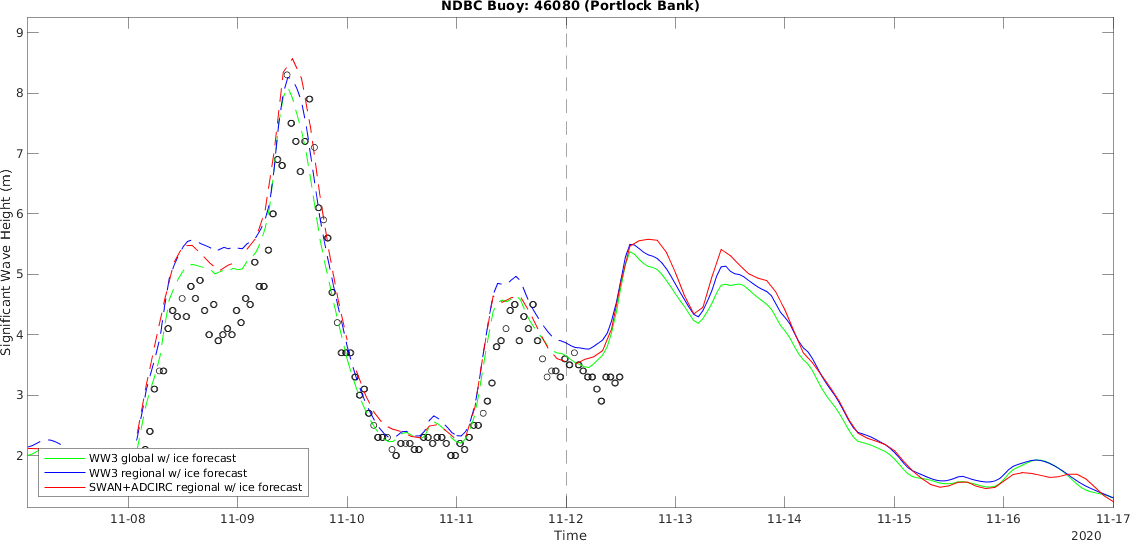 NDBC Buoy: 46080 (Portlock Bank)
9
8
7
6
5
4
3
2
Significant Wave Height (m)
WW3 global w/ ice forecast
WW3 regional w/ ice forecast
SWAN+ADCIRC regional w/ ice forecast
11-08 11-09 11-10 11-11 11-12 11-13 11-14 11-15 11-16 11-17
Time
2020